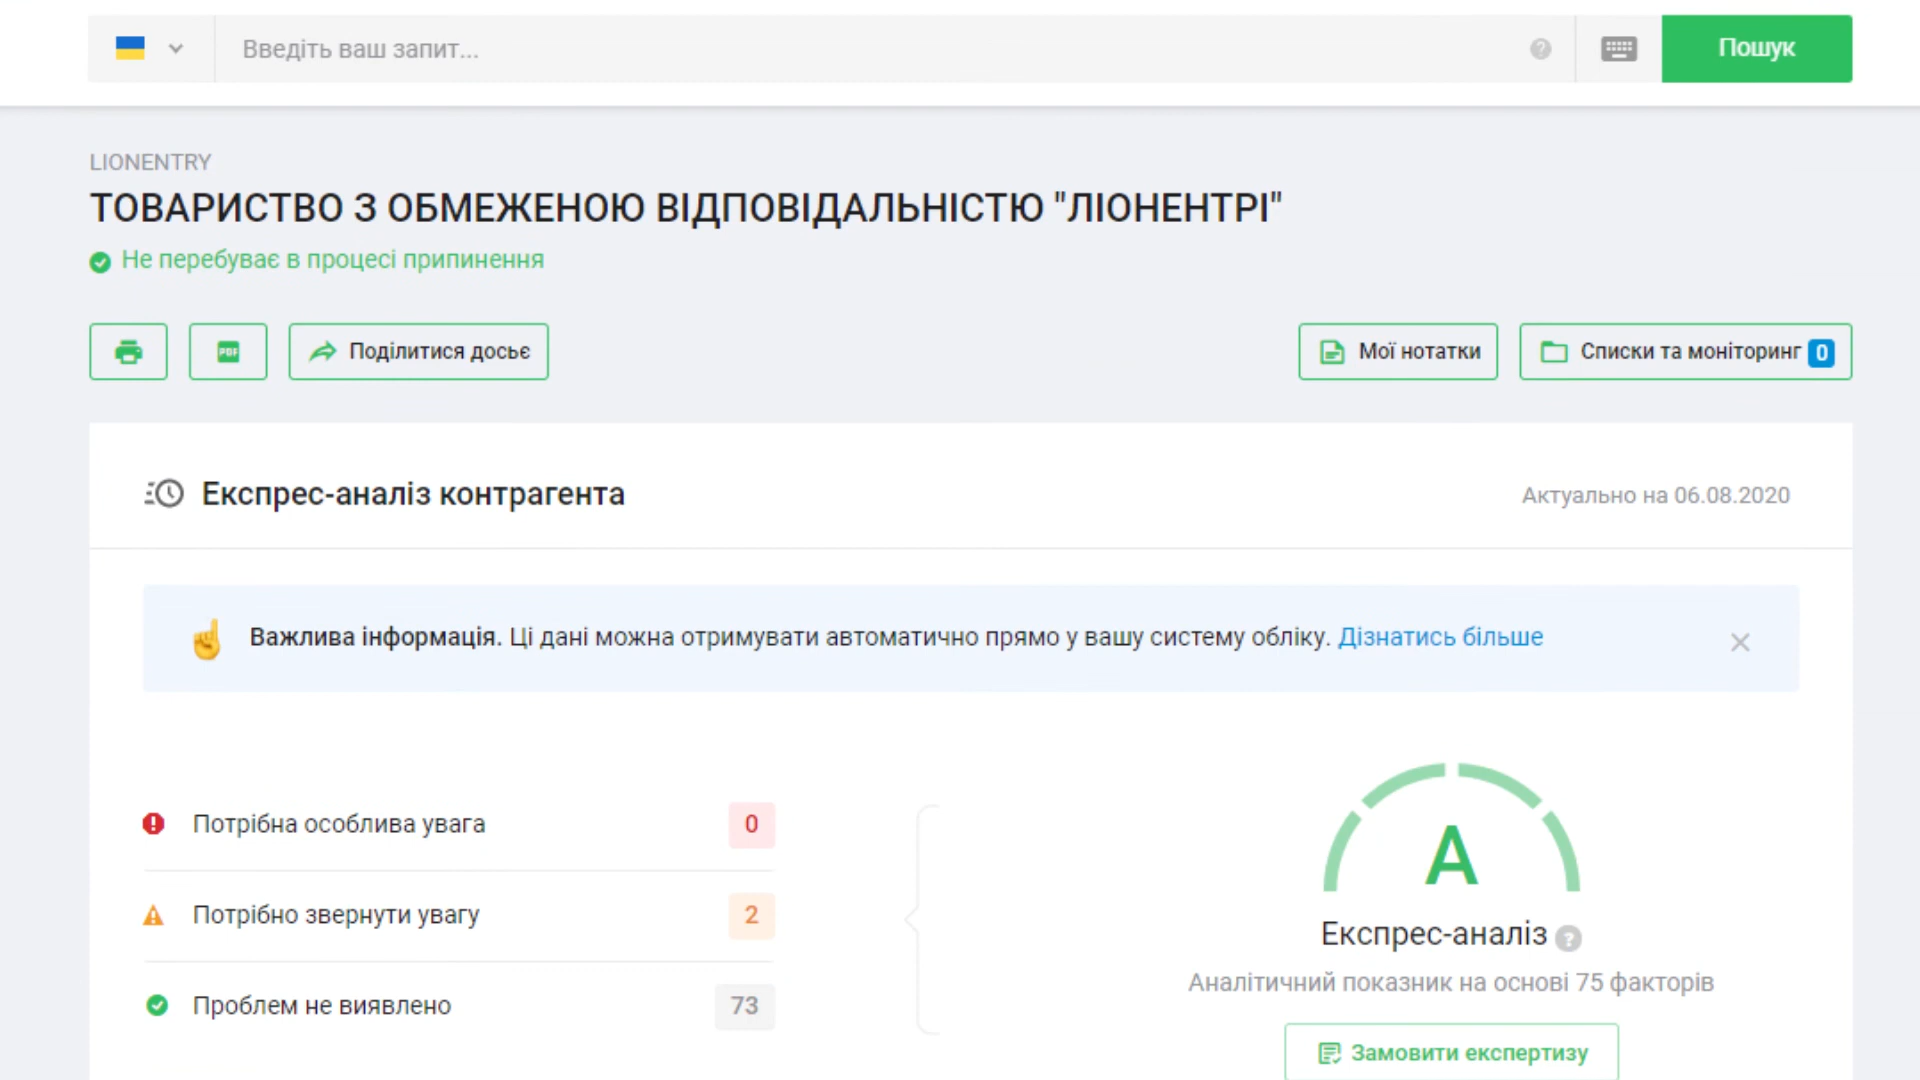 Введіть ваш запит...
?
Пошук
LIONENTRY
ТОВАРИСТВО З ОБМЕЖЕНОЮ ВІДПОВІДАЛЬНІСТЮ "ЛІОНЕНТРІ"
Не перебуває в процесі припинення
PDF
Поділитися досьє
Мої нотатки
Списки та моніторинг 0
Експрес-аналіз контрагента
Актуально на 06.08.2020
Важлива інформація. Ці дані можна отримувати автоматично прямо у вашу систему обліку. Дізнатись більше
Потрібна особлива увага 0
Потрібно звернути увагу 2
Проблем не виявлено 73
A
Експрес-аналіз ?
Аналітичний показник на основі 75 факторів
Замовити експертизу